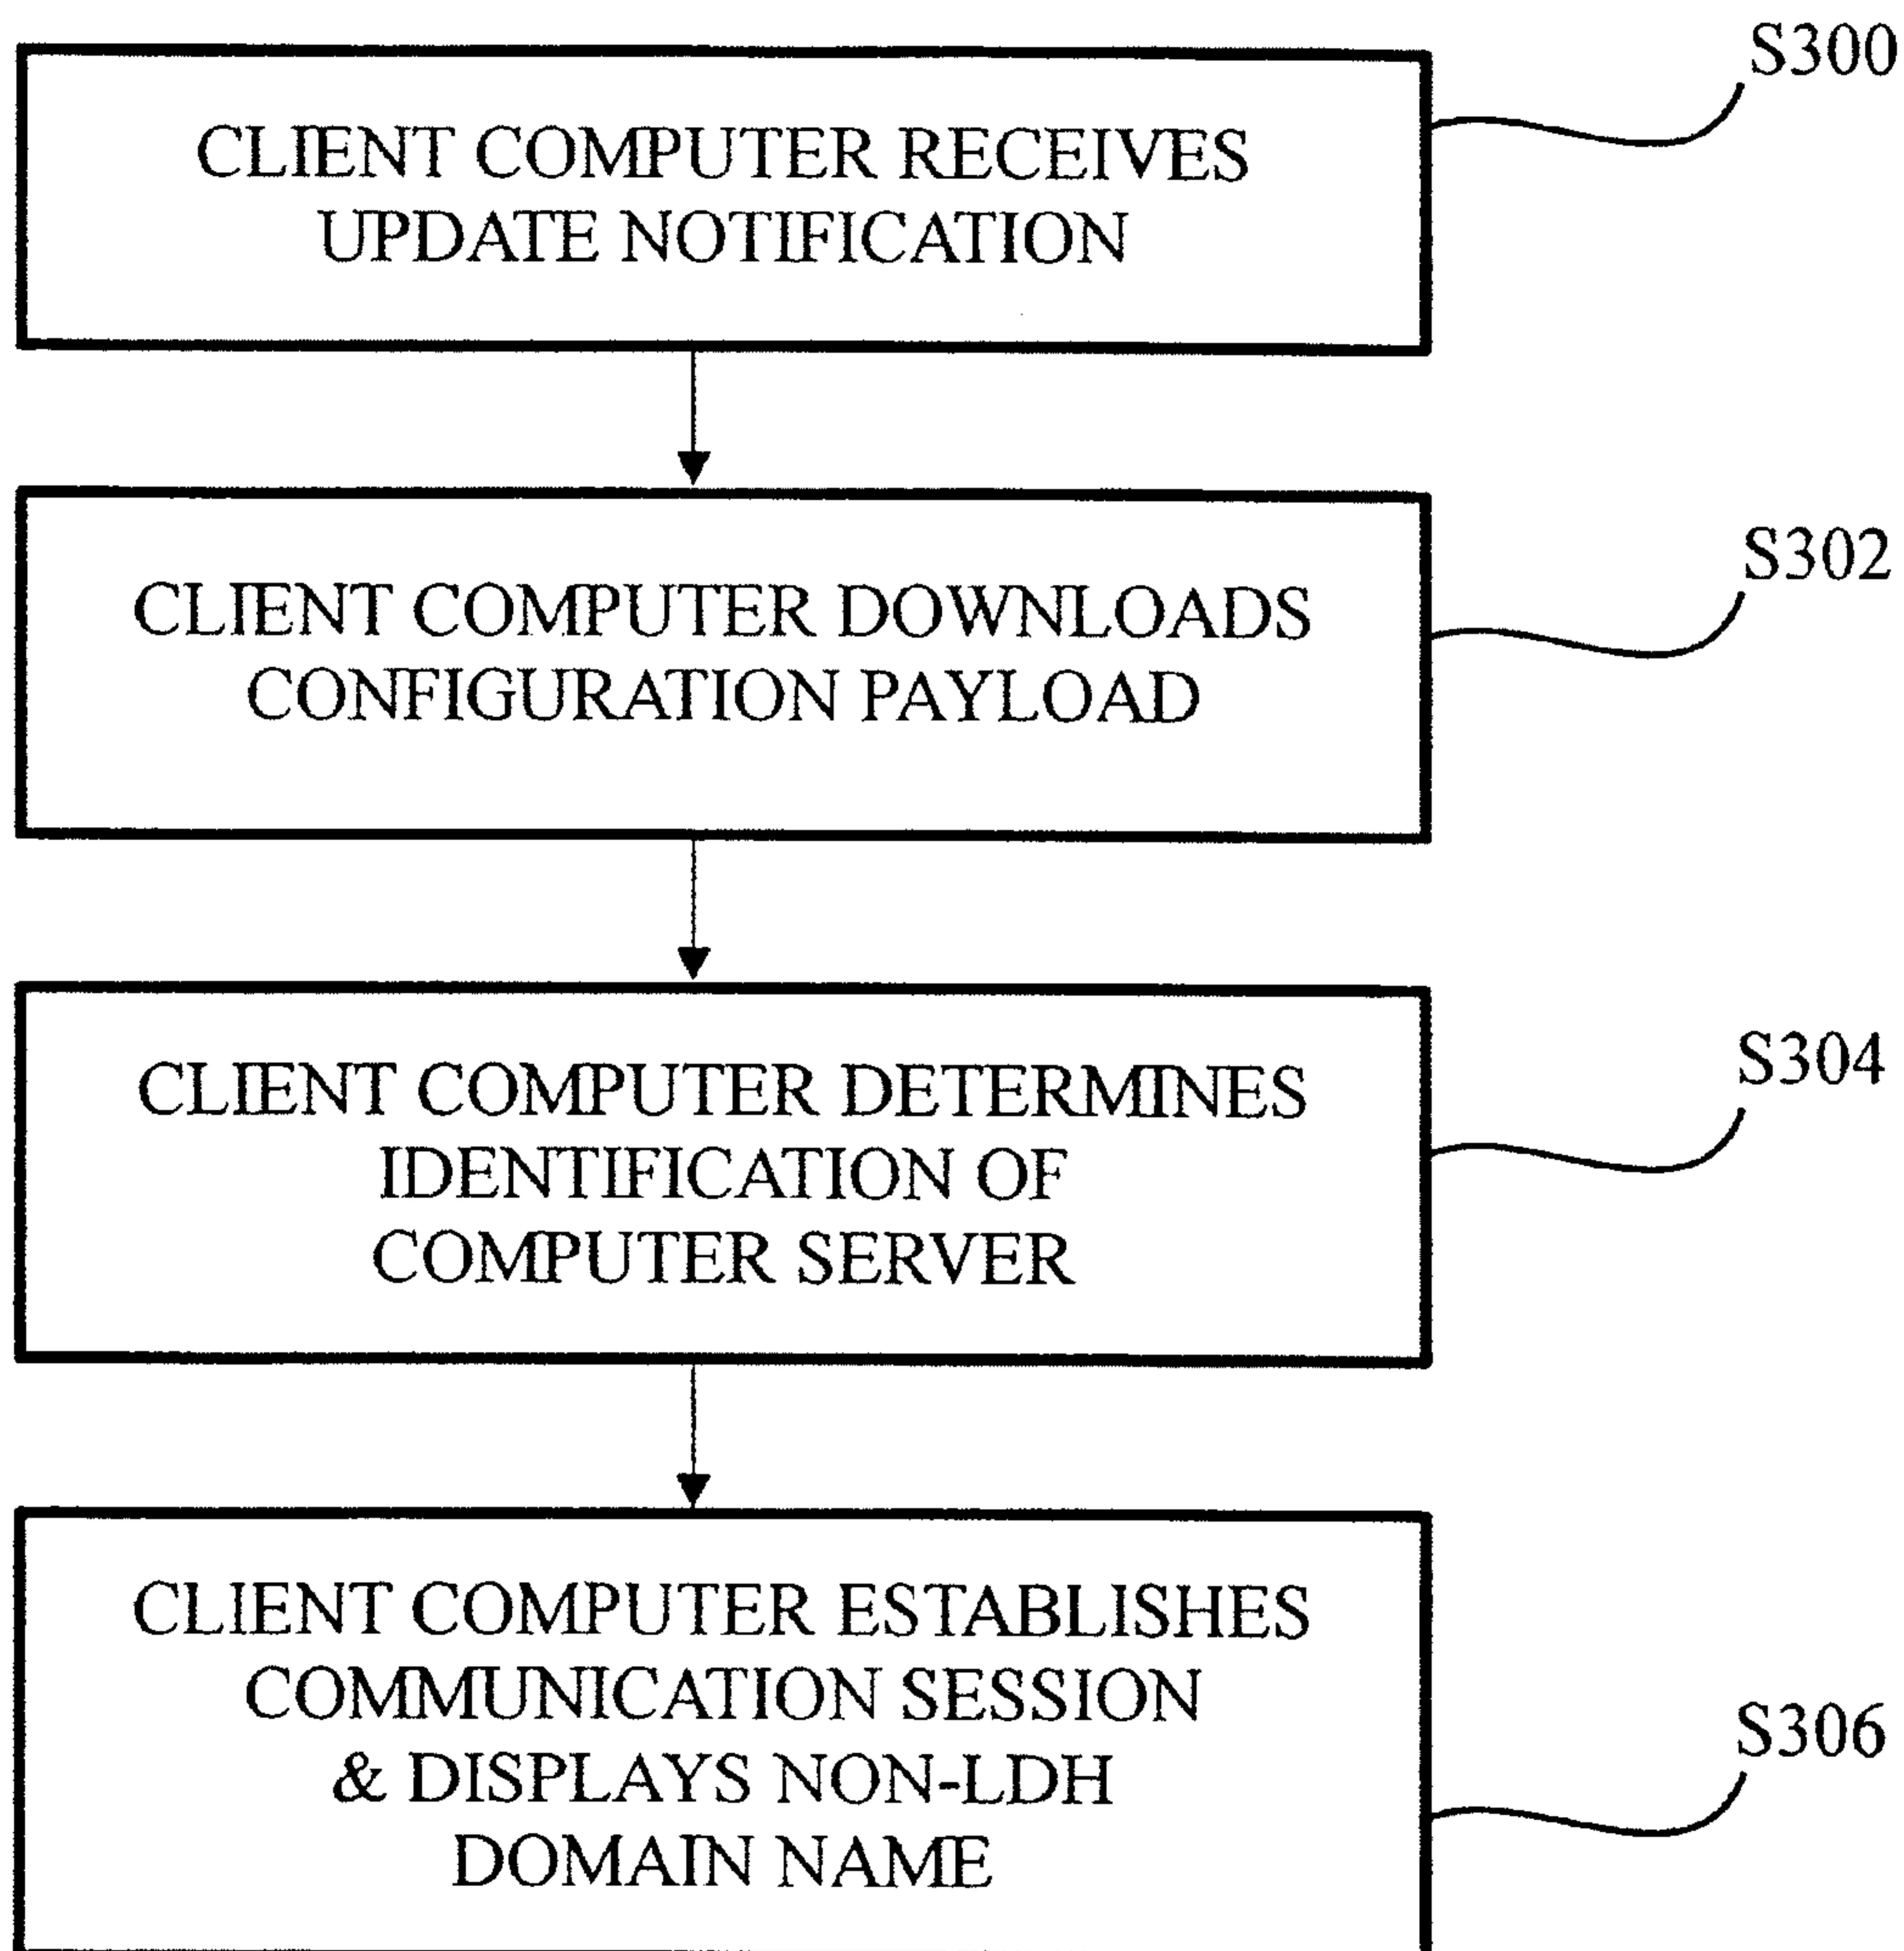 S300
CLIENT COMPUTER RECEIVES
UPDATE NOTIFICATION
S302
CLIENT COMPUTER DOWNLOADS
CONFIGURATION PAYLOAD
S304
CLIENT COMPUTER DETERMINES
IDENTIFICATION OF
COMPUTER SERVER
CLIENT COMPUTER ESTABLISHES
COMMUNICATION SESSION
S306
& DISPLAYS NON-LDH
DOMAIN NAME